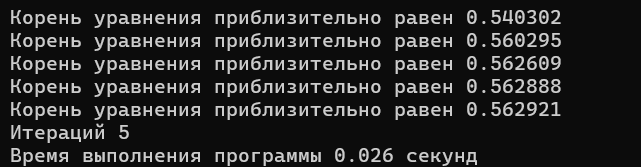 Корень уравнения приблизительно равен 0.540302
Корень уравнения приблизительно равен 0.560295
Корень уравнения приблизительно равен 0.562609
Корень уравнения приблизительно равен 0.562888
Корень уравнения приблизительно равен 0.562921
Итераций 5
Время выполнения программы 0.026 секунд